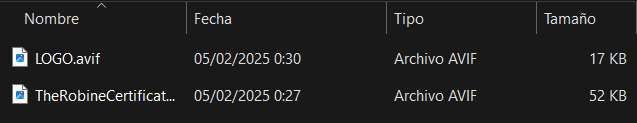 Nombre Fecha Tipo Tamaño
LOGO.avif 05/02/2025 0:30 Archivo AVIF 17 KB
TheRobineCertificat... 05/02/2025 0:27 Archivo AVIF 52 KB